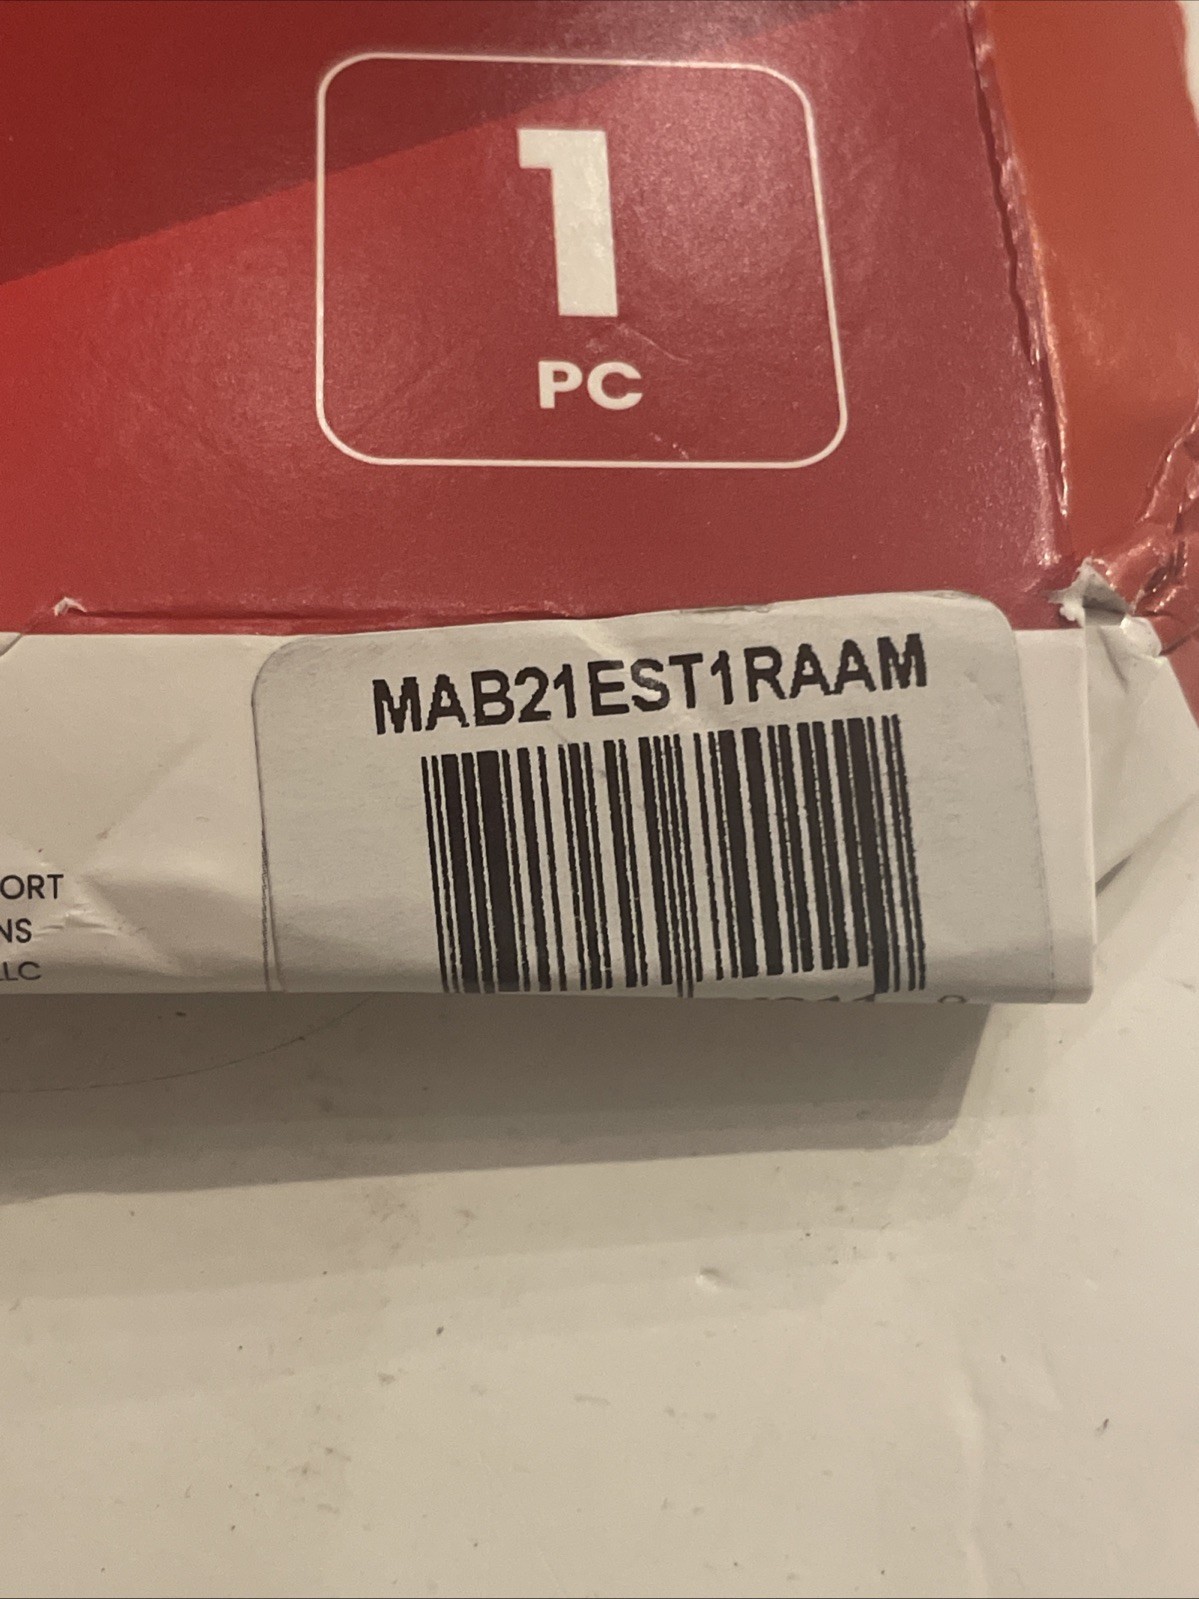 1
PC
MAB21EST1RAAM
ORT
NS
LLC